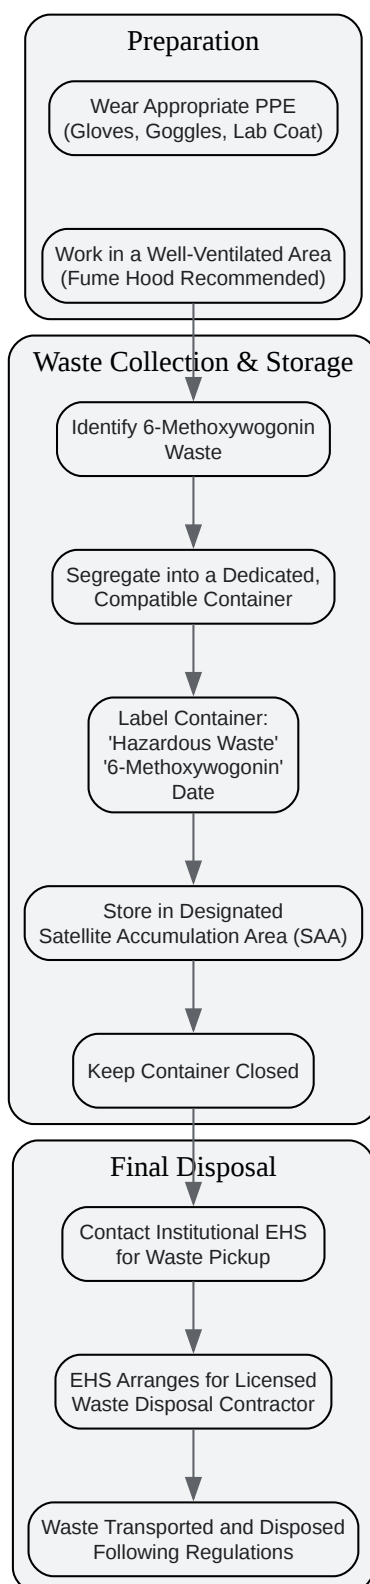 Preparation
Wear Appropriate PPE
(Gloves, Goggles, Lab Coat)
Work in a Well-Ventilated Area
(Fume Hood Recommended)
Waste Collection & Storage
Identify 6-Methoxywogonin
Waste
Segregate into a Dedicated,
Compatible Container
Label Container:
'Hazardous Waste'
'6-Methoxywogonin'
Date
Store in Designated
Satellite Accumulation Area (SAA)
Keep Container Closed
Final Disposal
Contact Institutional EHS
for Waste Pickup
EHS Arranges for Licensed
Waste Disposal Contractor
Waste Transported and Disposed
Following Regulations